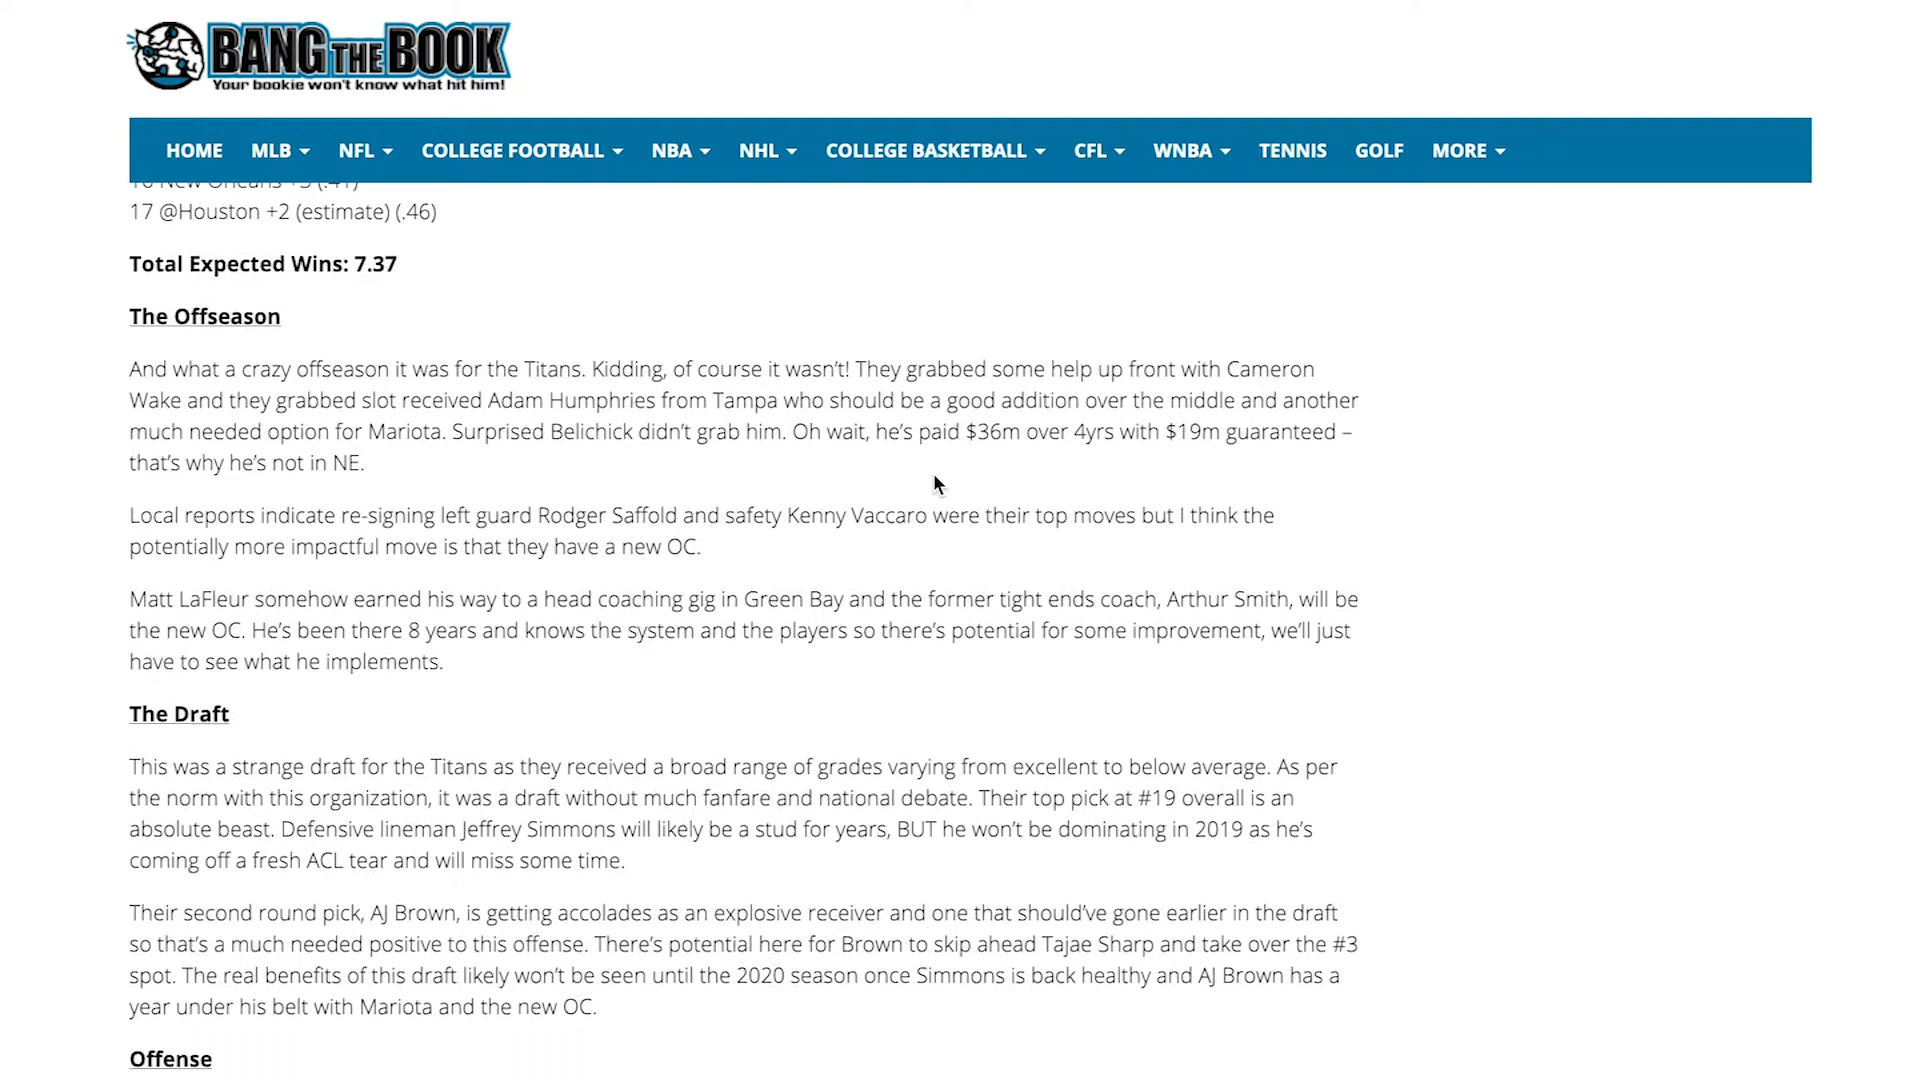 BANG THE BOOK
Your bookie won't know what hit him!
HOME MLB NFL COLLEGE FOOTBALL NBA NHL COLLEGE BASKETBALL CFL WNBA TENNIS GOLF MORE
17 @Houston +2 (estimate) (.46)
Total Expected Wins: 7.37
The Offseason
And what a crazy offseason it was for the Titans. Kidding, of course it wasn’t! They grabbed some help up front with Cameron
Wake and they grabbed slot received Adam Humphries from Tampa who should be a good addition over the middle and another
much needed option for Mariota. Surprised Belichick didn’t grab him. Oh wait, he’s paid $36m over 4yrs with $19m guaranteed –
that’s why he’s not in NE.
Local reports indicate re-signing left guard Rodger Saffold and safety Kenny Vaccaro were their top moves but I think the
potentially more impactful move is that they have a new OC.
Matt LaFleur somehow earned his way to a head coaching gig in Green Bay and the former tight ends coach, Arthur Smith, will be
the new OC. He’s been there 8 years and knows the system and the players so there’s potential for some improvement, we’ll just
have to see what he implements.
The Draft
This was a strange draft for the Titans as they received a broad range of grades varying from excellent to below average. As per
the norm with this organization, it was a draft without much fanfare and national debate. Their top pick at #19 overall is an
absolute beast. Defensive lineman Jeffrey Simmons will likely be a stud for years, BUT he won’t be dominating in 2019 as he’s
coming off a fresh ACL tear and will miss some time.
Their second round pick, AJ Brown, is getting accolades as an explosive receiver and one that should’ve gone earlier in the draft
so that’s a much needed positive to this offense. There’s potential here for Brown to skip ahead Tajae Sharp and take over the #3
spot. The real benefits of this draft likely won’t be seen until the 2020 season once Simmons is back healthy and AJ Brown has a
year under his belt with Mariota and the new OC.
Offense